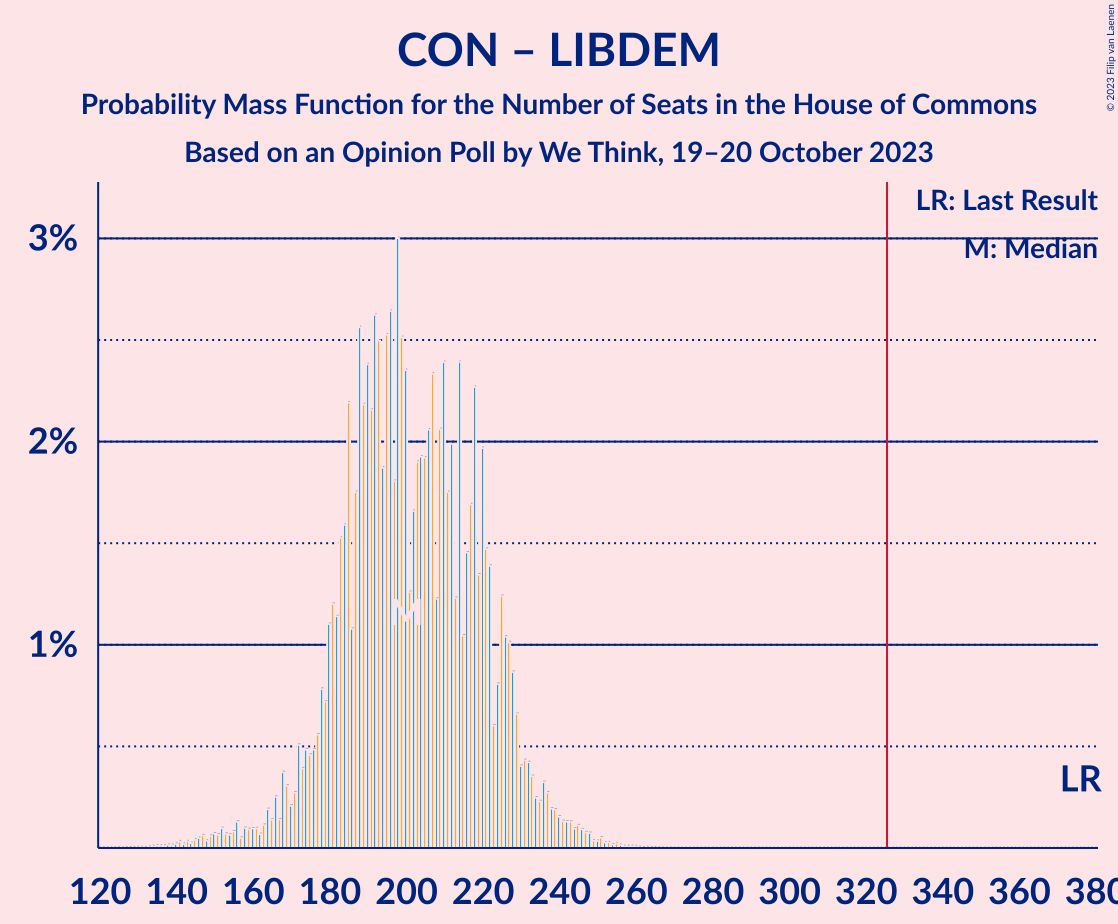 CON – LIBDEM
Probability Mass Function for the Number of Seats in the House of Commons
Based on an Opinion Poll by We Think, 19–20 October 2023
© 2023 Filip van Laenen
LR: Last Result
M: Median
3%
2%
1%
M
LR
120 140 160 180 200 220 240 260 280 300 320 340 360 380